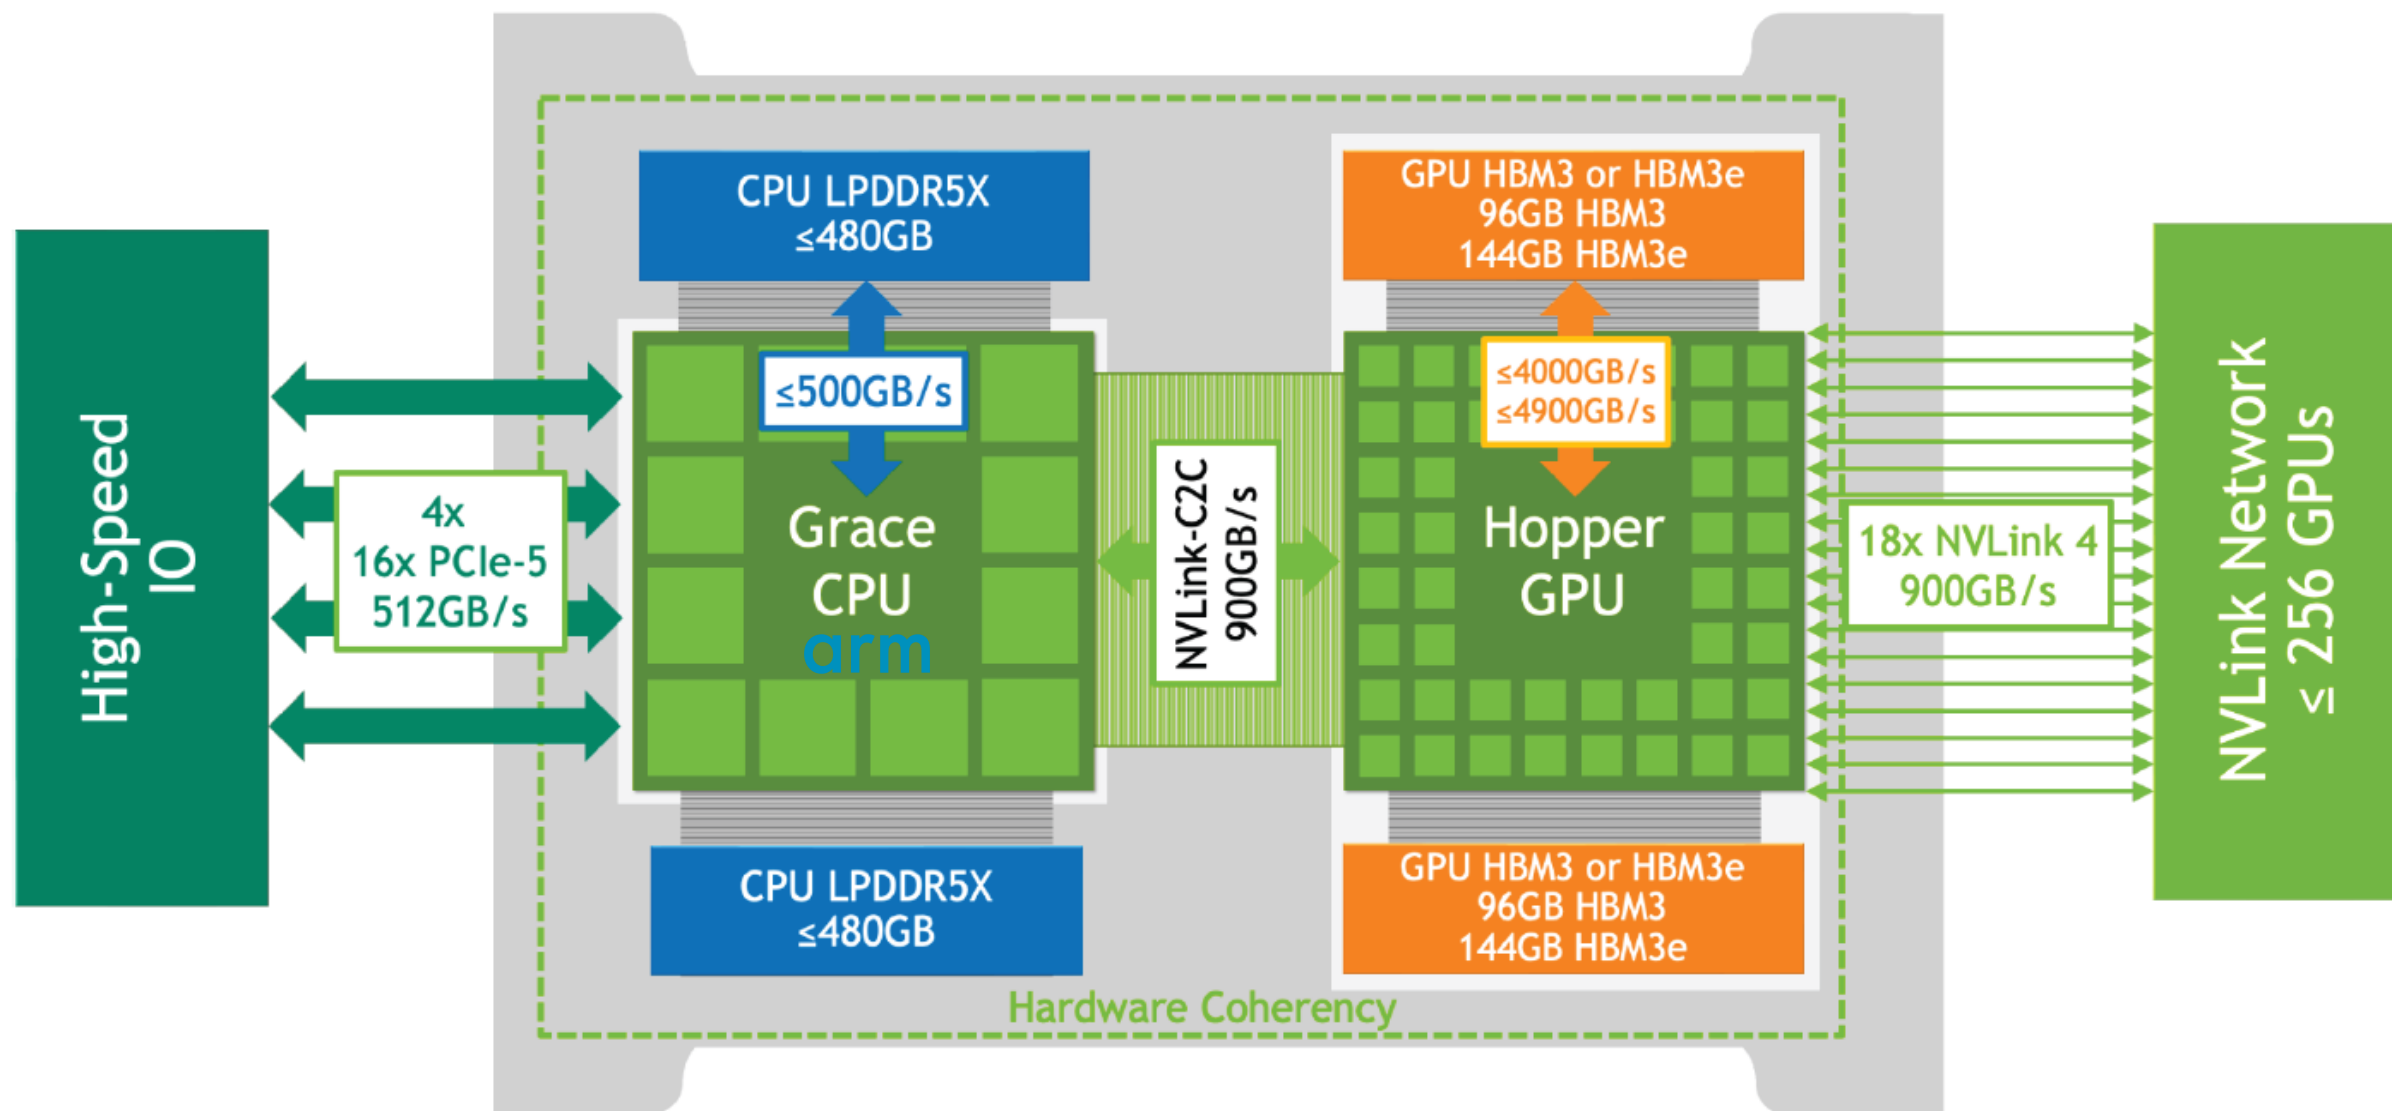 High-Speed
IO
4x
16x PCIe-5
512GB/s
CPU LPDDR5X
≤480GB
≤500GB/s
Grace
CPU
arm
CPU LPDDR5X
≤480GB
NVLink-C2C
900GB/s
GPU HBM3 or HBM3e
96GB HBM3
144GB HBM3e
≤4000GB/s
≤4900GB/s
Hopper
GPU
GPU HBM3 or HBM3e
96GB HBM3
144GB HBM3e
Hardware Coherency
18x NVLink 4
900GB/s
NVLink Network
≤ 256 GPUs